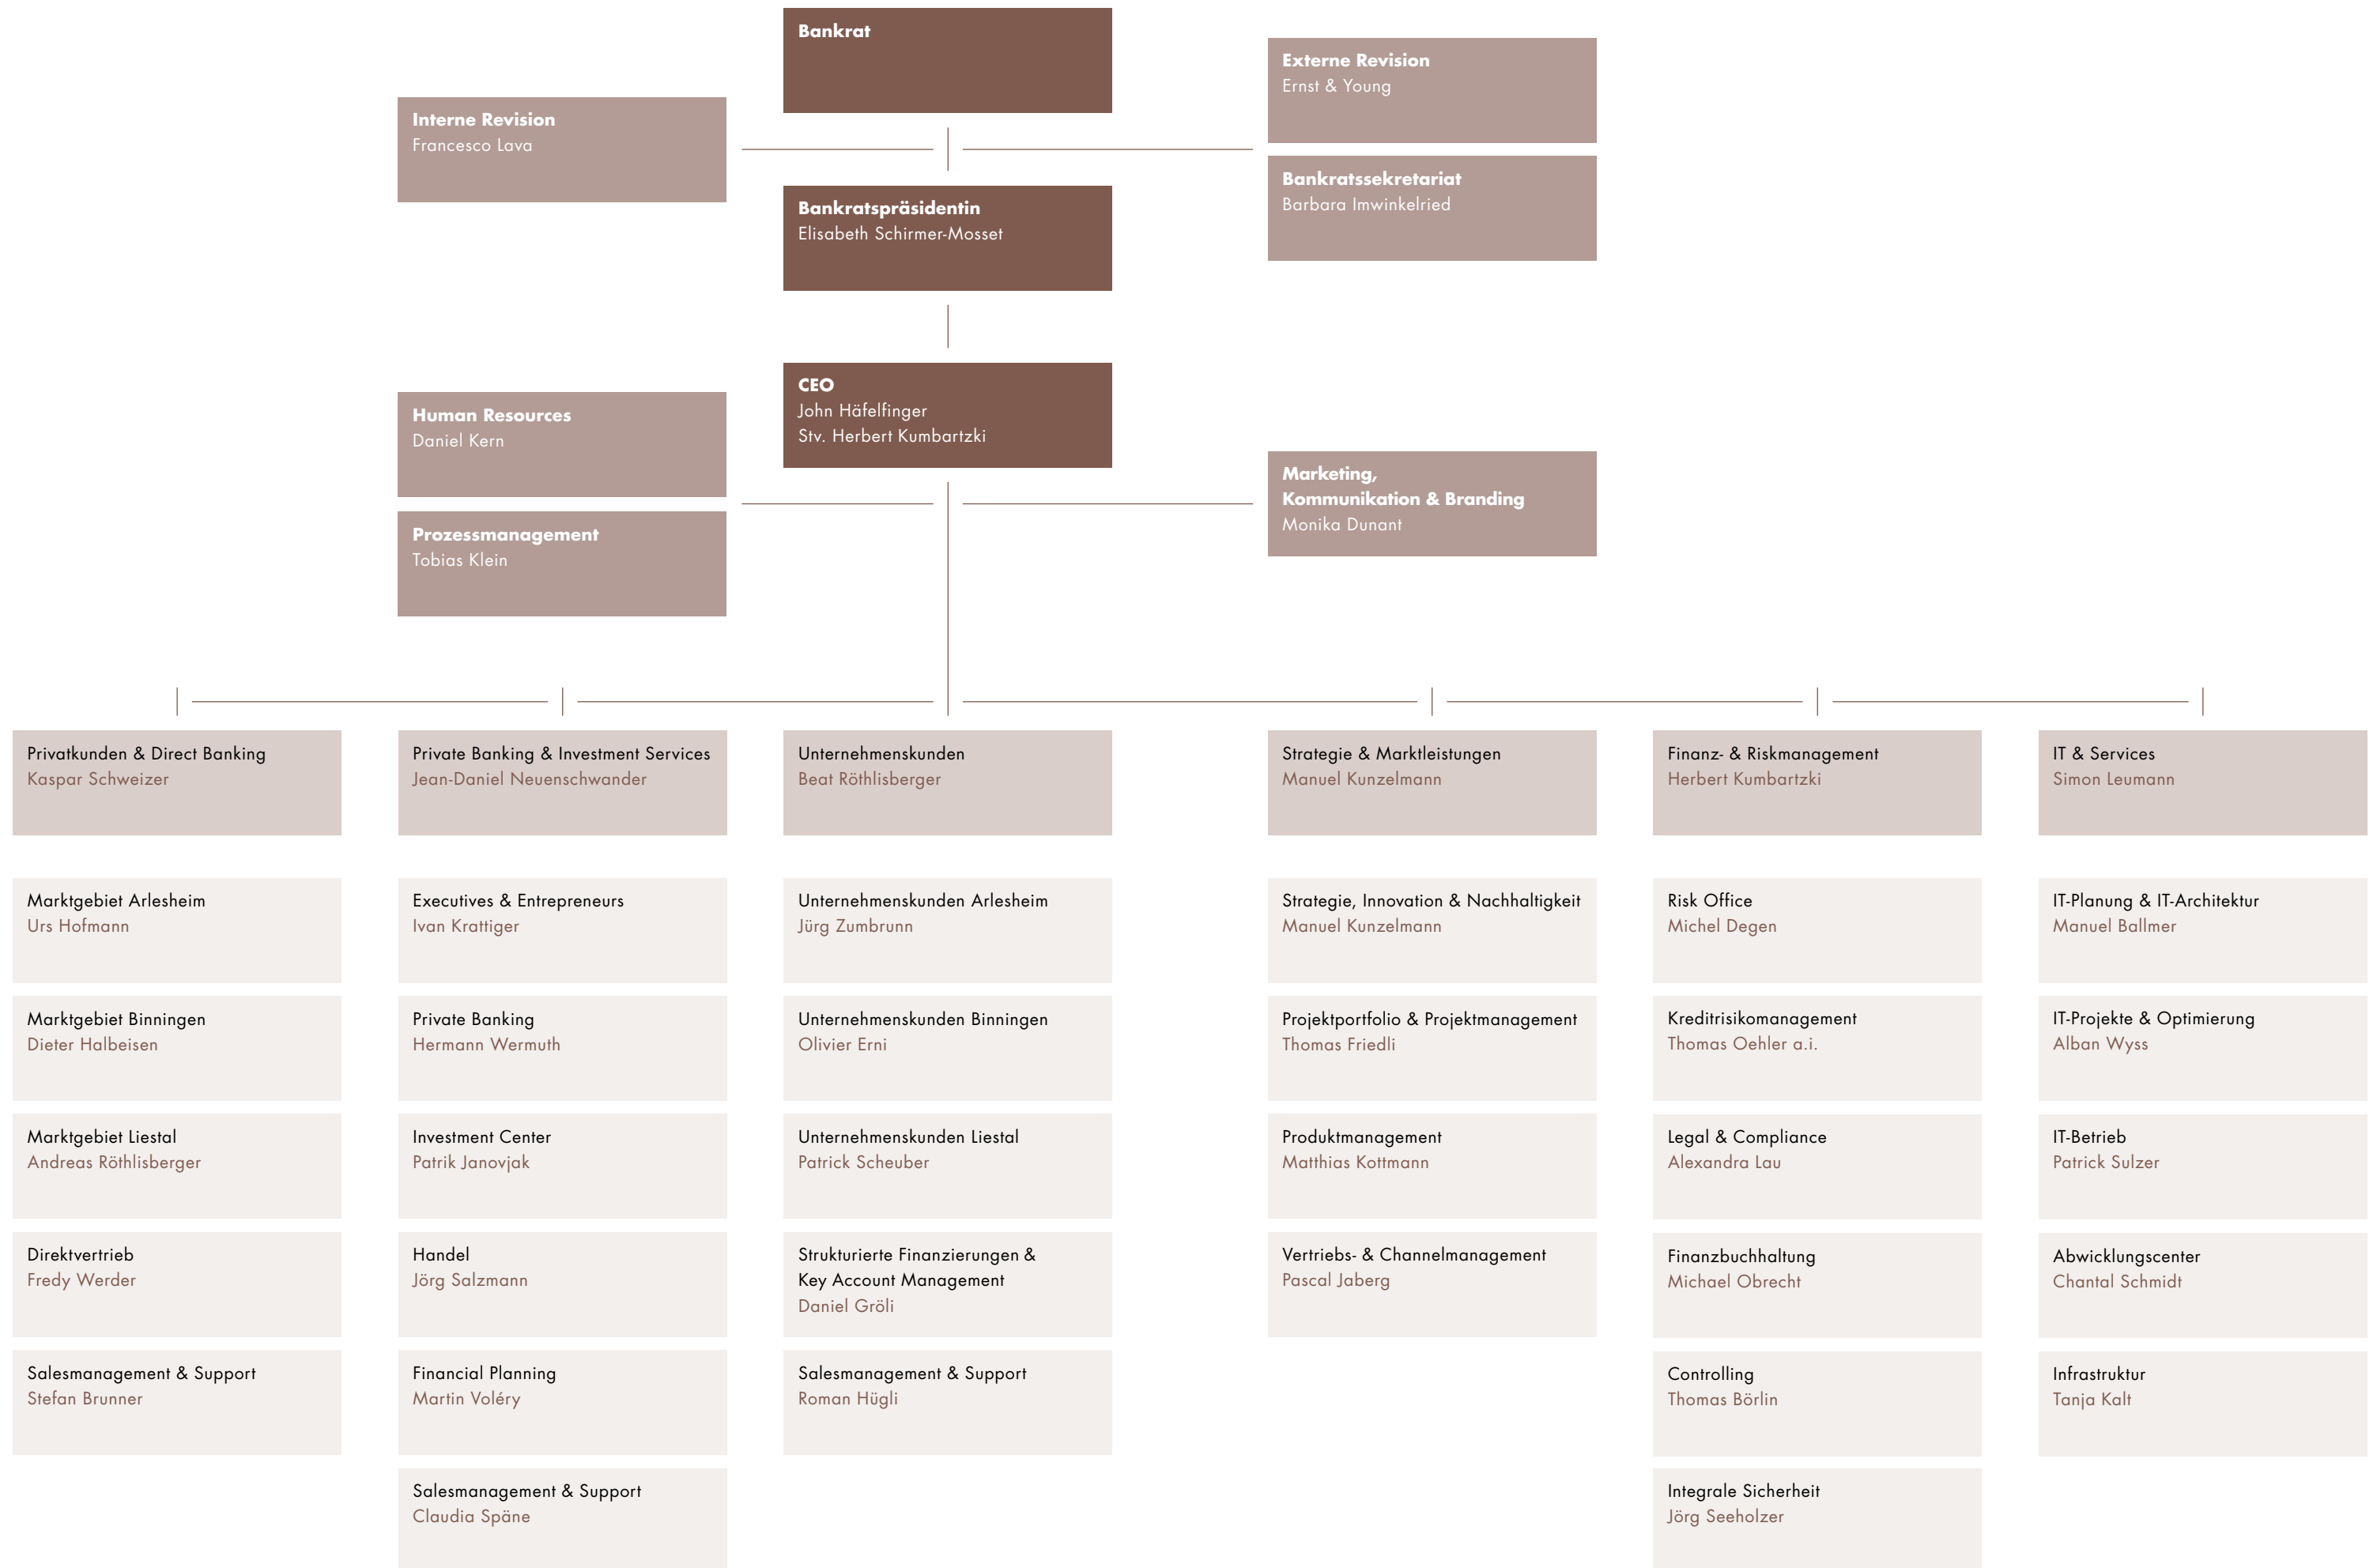 Bankrat
Externe Revision
Ernst & Young
Interne Revision
Francesco Lava
Bankratssekretariat
Barbara Imwinkelried
Bankratspräsidentin
Elisabeth Schirmer-Mosset
CEO
John Häfelfinger
Stv. Herbert Kumbartzki
Human Resources
Daniel Kern
Marketing,
Kommunikation & Branding
Monika Dunant
Prozessmanagement
Tobias Klein
Privatkunden & Direct Banking
Kaspar Schweizer
Marktgebiet Arlesheim
Urs Hofmann
Marktgebiet Binningen
Dieter Halbeisen
Marktgebiet Liestal
Andreas Röthlisberger
Direktvertrieb
Fredy Werder
Salesmanagement & Support
Stefan Brunner
Private Banking & Investment Services
Jean-Daniel Neuenschwander
Executives & Entrepreneurs
Ivan Krattiger
Private Banking
Hermann Wermuth
Investment Center
Patrik Janovjak
Handel
Jörg Salzmann
Financial Planning
Martin Voléry
Salesmanagement & Support
Claudia Späne
Unternehmenskunden
Beat Röthlisberger
Unternehmenskunden Arlesheim
Jürg Zumbrunn
Unternehmenskunden Binningen
Olivier Erni
Unternehmenskunden Liestal
Patrick Scheuber
Strukturierte Finanzierungen &
Key Account Management
Daniel Gröli
Salesmanagement & Support
Roman Hügli
Strategie & Marktleistungen
Manuel Kunzelmann
Strategie, Innovation & Nachhaltigkeit
Manuel Kunzelmann
Projektportfolio & Projektmanagement
Thomas Friedli
Produktmanagement
Matthias Kottmann
Vertriebs- & Channelmanagement
Pascal Jaberg
Finanz- & Riskmanagement
Herbert Kumbartzki
Risk Office
Michel Degen
Kreditrisikomanagement
Thomas Oehler a.i.
Legal & Compliance
Alexandra Lau
Finanzbuchhaltung
Michael Obrecht
Controlling
Thomas Börlin
Integrale Sicherheit
Jörg Seeholzer
IT & Services
Simon Leumann
IT-Planung & IT-Architektur
Manuel Ballmer
IT-Projekte & Optimierung
Alban Wyss
IT-Betrieb
Patrick Sulzer
Abwicklungscenter
Chantal Schmidt
Infrastruktur
Tanja Kalt